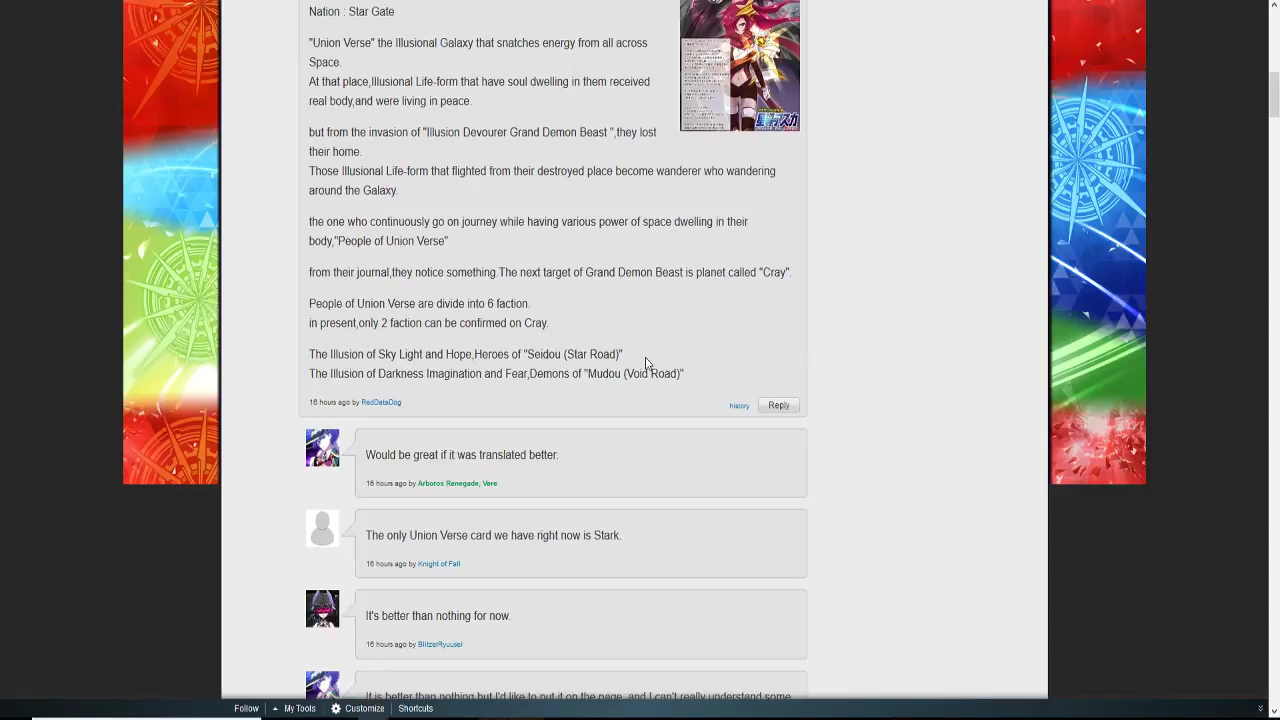 Nation : Star Gate
"Union Verse" the Illusional Galaxy that snatches energy from all across
Space.
At that place,Illusional Life-form that have soul dwelling in them received
real body,and were living in peace.
but from the invasion of "Illusion Devourer Grand Demon Beast ",they lost
their home.
Those Illusional Life-form that flighted from their destroyed place become wanderer who wandering
around the Galaxy.
the one who continuously go on journey while having various power of space dwelling in their
body,"People of Union Verse"
from their journal,they notice something.The next target of Grand Demon Beast is planet called "Cray".
People of Union Verse are divide into 6 faction.
in present,only 2 faction can be confirmed on Cray.
The Illusion of Sky Light and Hope,Heroes of "Seidou (Star Road)"
The Illusion of Darkness Imagination and Fear,Demons of "Mudou (Void Road)"
16 hours ago by RedDataDog
history
Reply
Would be great if it was translated better.
16 hours ago by Arboros Renegade, Vere
The only Union Verse card we have right now is Stark.
16 hours ago by Knight of Fall
It's better than nothing for now.
16 hours ago by BlitzerRyuusei
It is better than nothing but I'd like to put it on the page, and I can't really understand some
Follow My Tools Customize Shortcuts